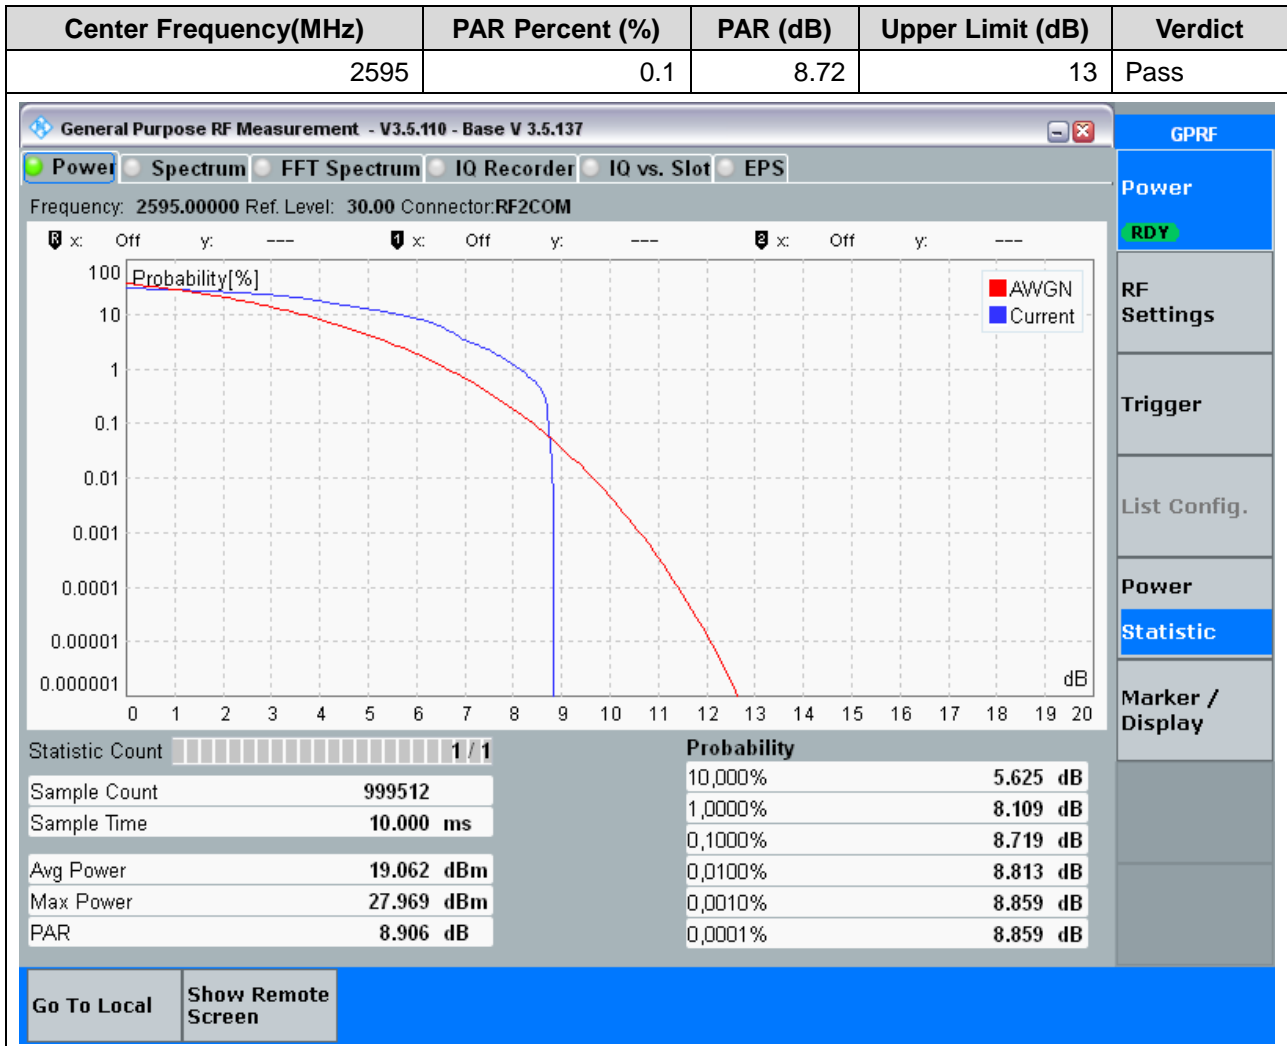 Center Frequency(MHz) PAR Percent (%) PAR (dB) Upper Limit (dB) Verdict
2595 0.1 8.72 13 Pass
General Purpose RF Measurement - V3.5.110 - Base V 3.5.137
GPRF
Power Spectrum FFT Spectrum IQ Recorder IQ vs. Slot EPS
Power
RDY
Frequency: 2595.00000 Ref. Level: 30.00 Connector:RF2COM
R x: Off y: --- 1 x: Off y: --- 2 x: Off y: ---
Probability[%]
AWGN
Current
100
10
1
0.1
0.01
0.001
0.0001
0.00001
0.000001
dB
0 1 2 3 4 5 6 7 8 9 10 11 12 13 14 15 16 17 18 19 20
RF
Settings
Trigger
List Config.
Power
Statistic
Marker /
Display
Statistic Count 1 / 1
Sample Count 999512
Sample Time 10.000 ms
Avg Power 19.062 dBm
Max Power 27.969 dBm
PAR 8.906 dB
Probability
10,000% 5.625 dB
1,0000% 8.109 dB
0,1000% 8.719 dB
0,0100% 8.813 dB
0,0010% 8.859 dB
0,0001% 8.859 dB
Go To Local
Show Remote
Screen